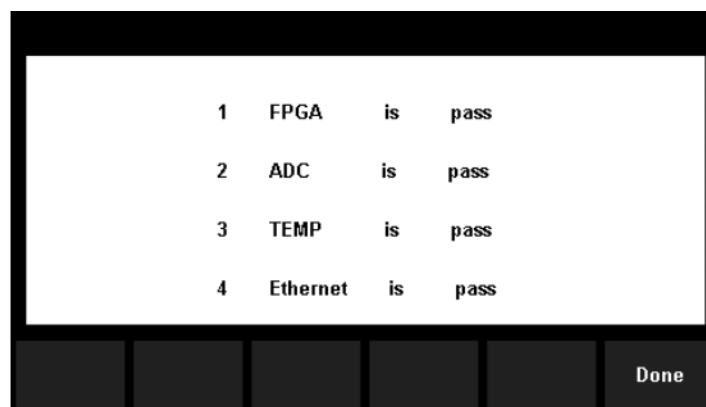 1 FPGA is pass
2 ADC is pass
3 TEMP is pass
4 Ethernet is pass
Done